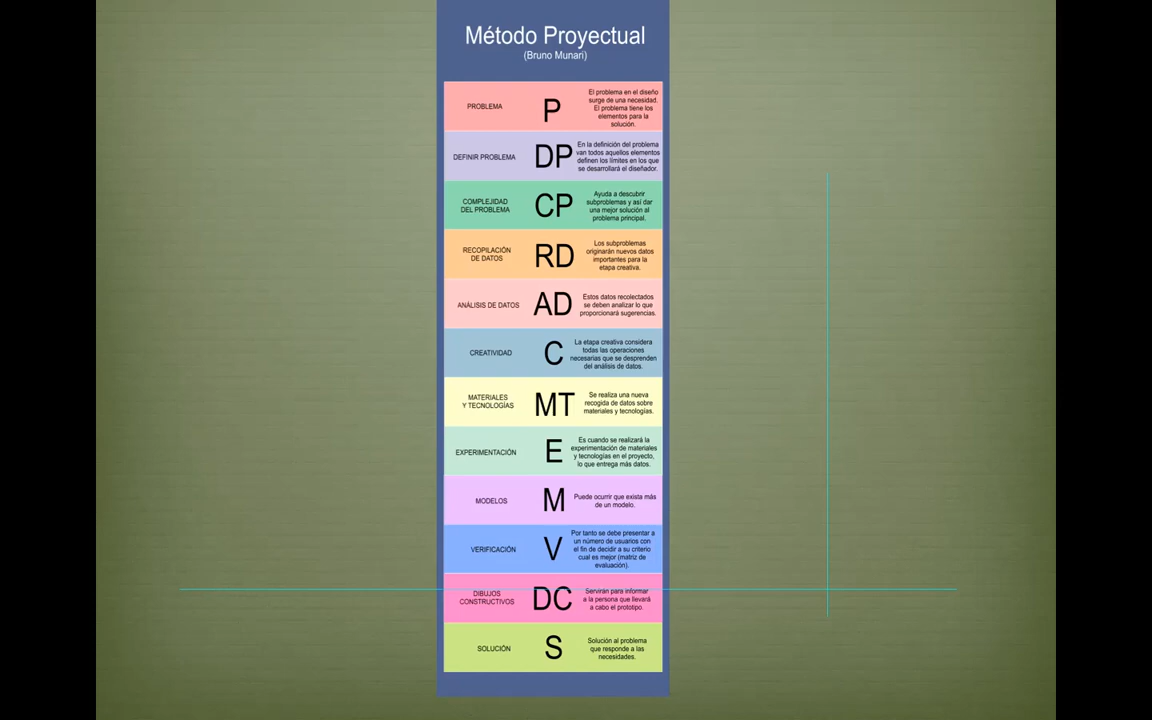 Método Proyectual
(Bruno Munari)
PROBLEMA
P
El problema en el diseño
surge de una necesidad.
El problema tiene los
elementos para la
solución.
DEFINIR PROBLEMA
DP
En la definición del problema
van todos aquellos elementos
definen los límites en los que
se desarrollará el diseñador.
COMPLEJIDAD
DEL PROBLEMA
CP
Ayuda a descubrir
subproblemas y así dar
una mejor solución al
problema principal.
RECOPILACIÓN
DE DATOS
RD
Los subproblemas
originarán nuevos datos
importantes para la
etapa creativa.
ANÁLISIS DE DATOS
AD
Estos datos recolectados
se deben analizar lo que
proporcionará sugerencias.
CREATIVIDAD
C
La etapa creativa considera
todas las operaciones
necesarias que se desprenden
del análisis de datos.
MATERIALES
Y TECNOLOGÍAS
MT
Se realiza una nueva
recogida de datos sobre
materiales y tecnologías.
EXPERIMENTACIÓN
E
Es cuando se realizará la
experimentación de materiales
y tecnologías en el proyecto,
lo que entrega más datos.
MODELOS
M
Puede ocurrir que exista más
de un modelo.
VERIFICACIÓN
V
Por tanto se debe presentar a
un número de usuarios con
el fin de decidir a su criterio
cual es mejor (matriz de
evaluación).
DIBUJOS
CONSTRUCTIVOS
DC
Servirán para informar
a la persona que llevará
a cabo el prototipo.
SOLUCIÓN
S
Solución al problema
que responde a las
necesidades.